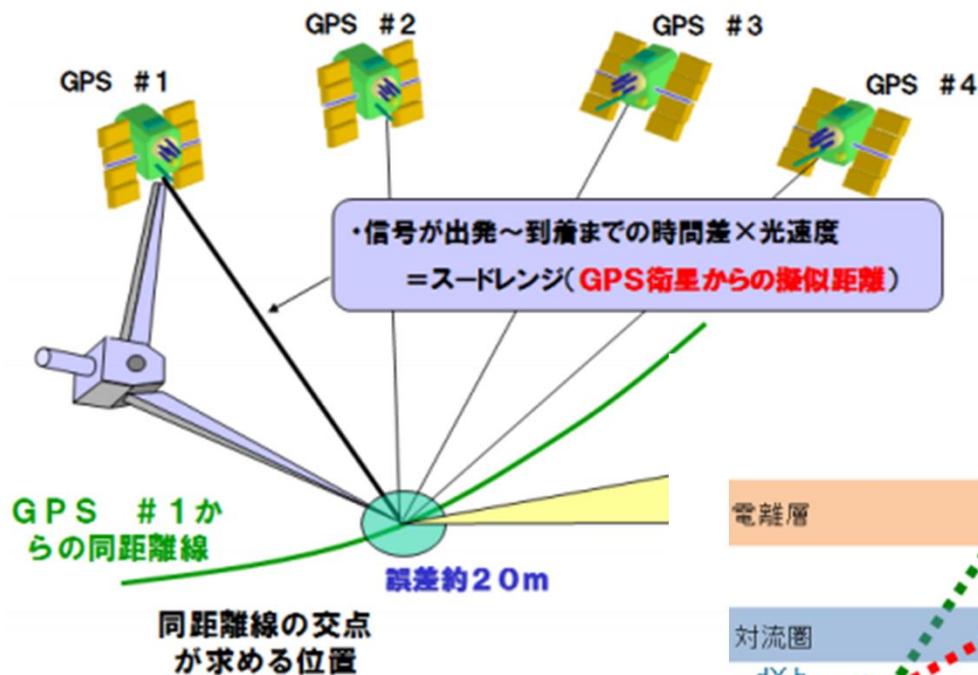 GPS #1
GPS #2
GPS #3
GPS #4
・信号が出発～到着までの時間差×光速度
＝スードレンジ（GPS衛星からの擬似距離）
GPS #1か
らの同距離線
誤差約20m
同距離線の交点
が求める位置
電離層
対流圏